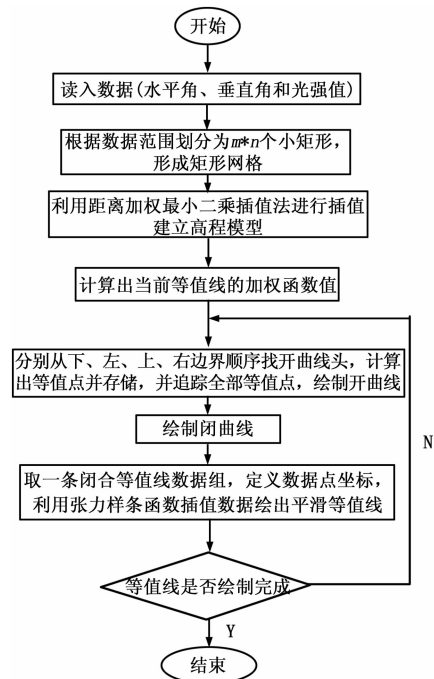 开始
读入数据(水平角、垂直角和光强值)
根据数据范围划分为m*n个小矩形，
形成矩形网格
利用距离加权最小二乘插值法进行插值
建立高程模型
计算出当前等值线的加权函数值
分别从下、左、上、右边界顺序找开曲线头，计算
出等值点并存储，并追踪全部等值点，绘制开曲线
绘制闭曲线
取一条闭合等值线数据组，定义数据点坐标，
利用张力样条函数插值数据绘出平滑等值线
N
等值线是否绘制完成
Y
结束